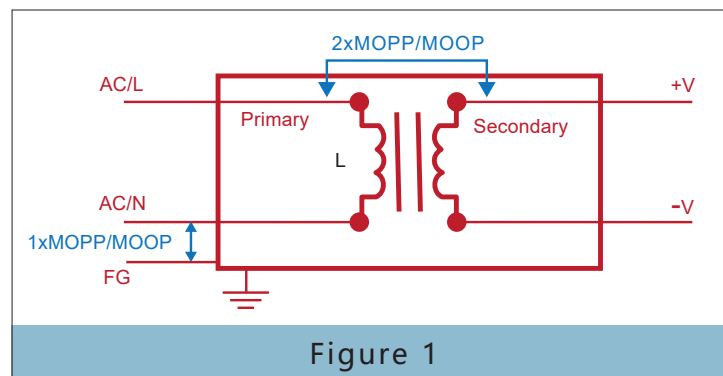 2xMOPP/MOOP
AC/L
+V
Primary
Secondary
L
AC/N
-V
1xMOPP/MOOP
FG
Figure 1